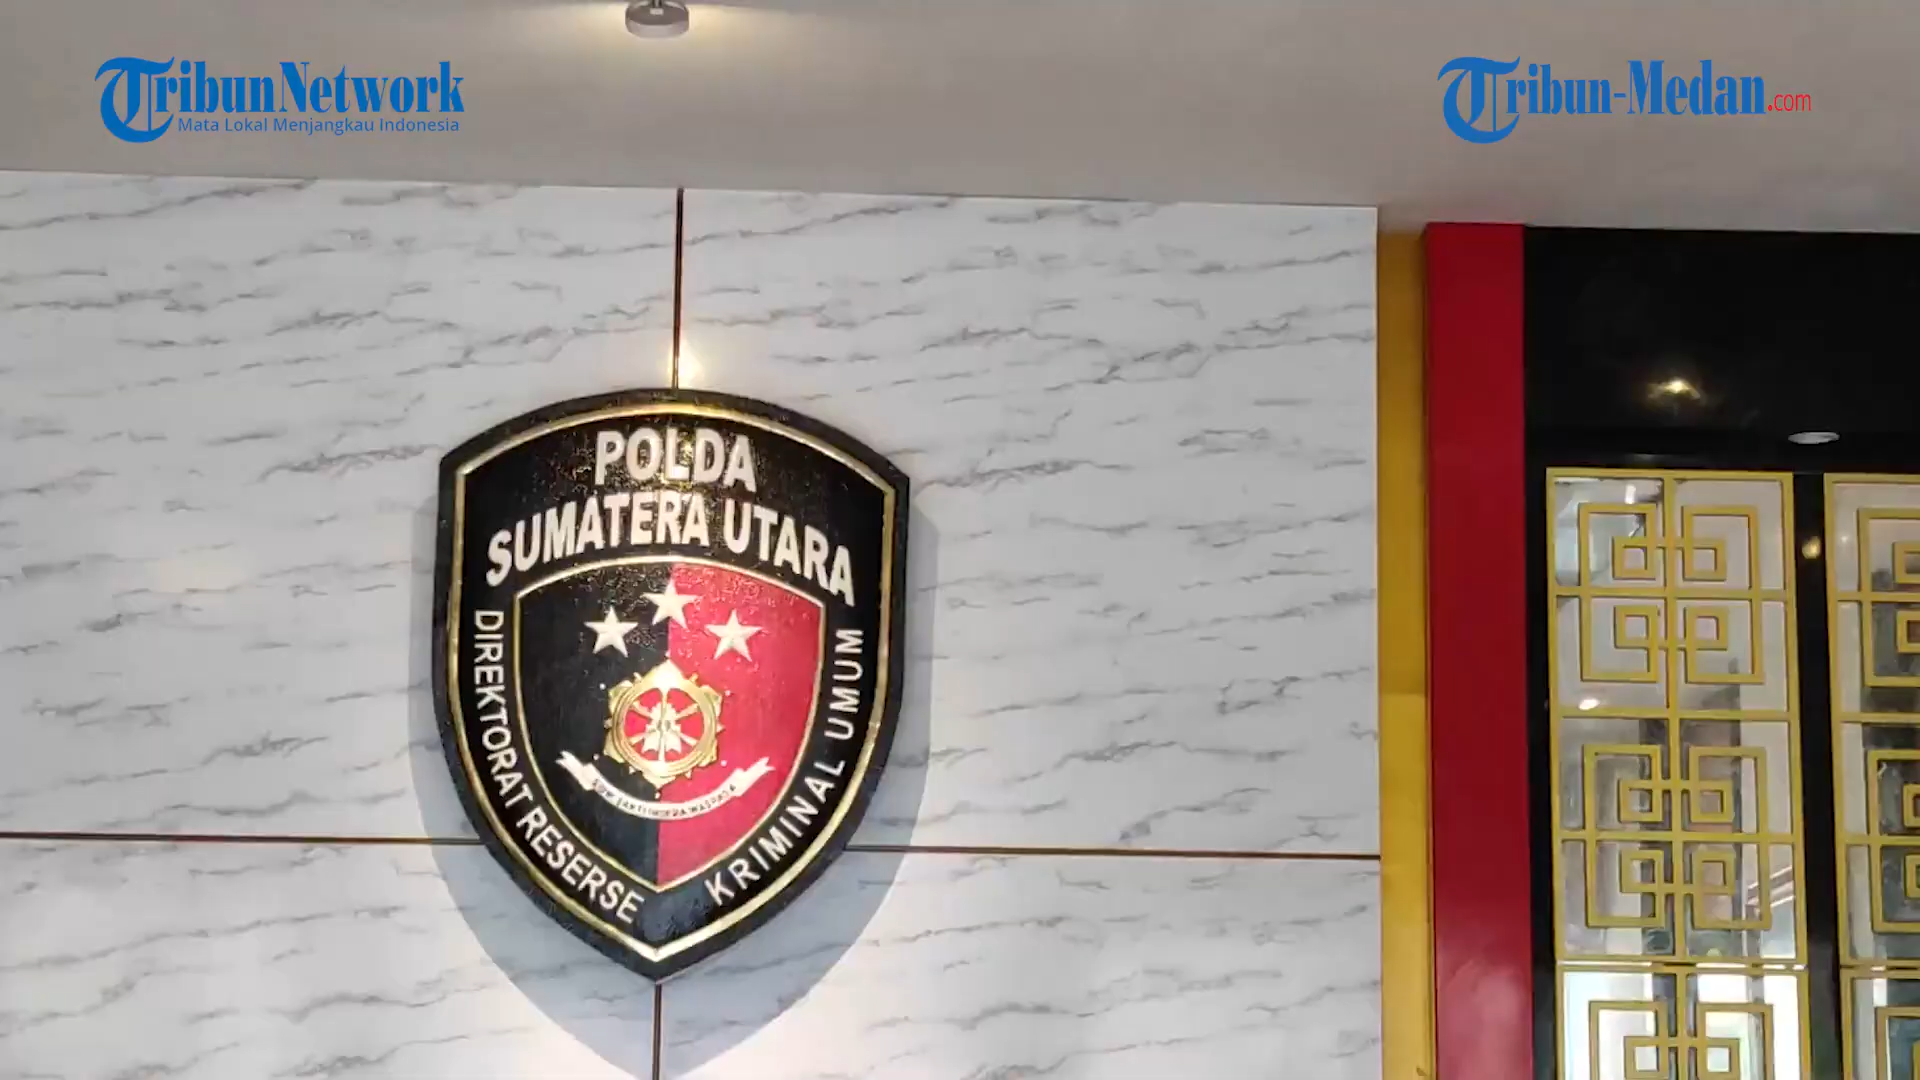 TribunNetwork
Mata Lokal Menjangkau Indonesia
Tribun-Medan.com
POLDA
SUMATERA UTARA
DIREKTORAT RESERSE KRIMINAL UMUM